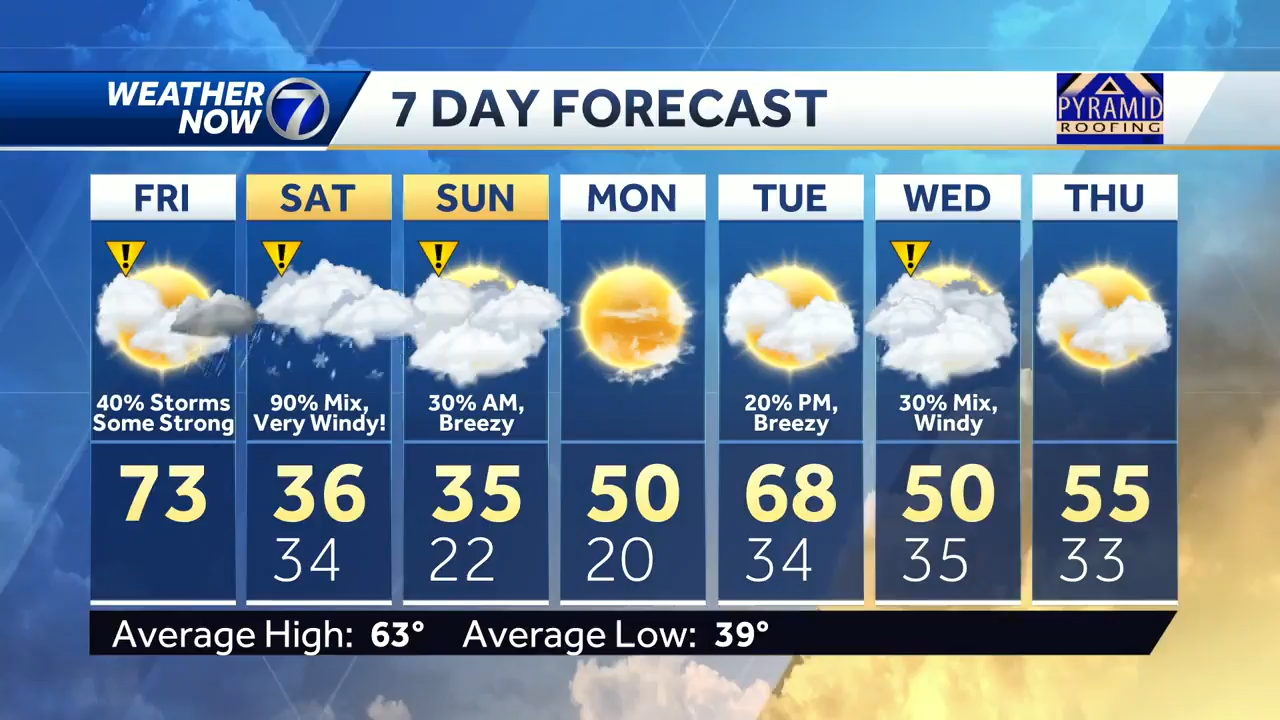 WEATHER
NOW 7
7 DAY FORECAST
PYRAMID
ROOFING
FRI SAT SUN MON TUE WED THU
! ! ! !
40% Storms
Some Strong
90% Mix,
Very Windy!
30% AM,
Breezy
20% PM,
Breezy
30% Mix,
Windy
73 36 35 50 68 50 55
34 22 20 34 35 33
Average High: 63° Average Low: 39°